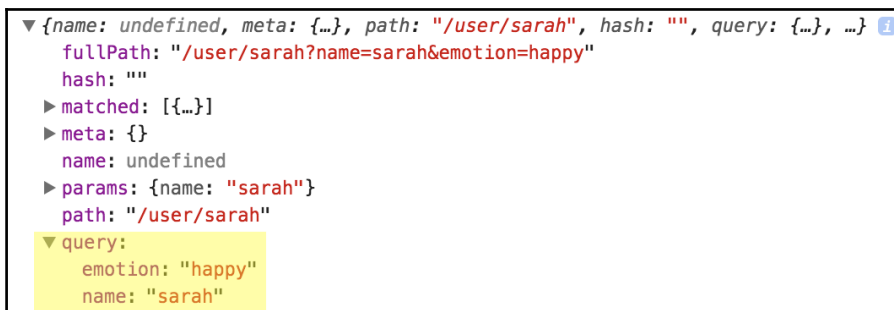 ▼{name: undefined, meta: {…}, path: "/user/sarah", hash: "", query: {…}, …} i
fullPath: "/user/sarah?name=sarah&emotion=happy"
hash: ""
▶matched: [{…}]
▶meta: {}
name: undefined
▶params: {name: "sarah"}
path: "/user/sarah"
▼query:
emotion: "happy"
name: "sarah"